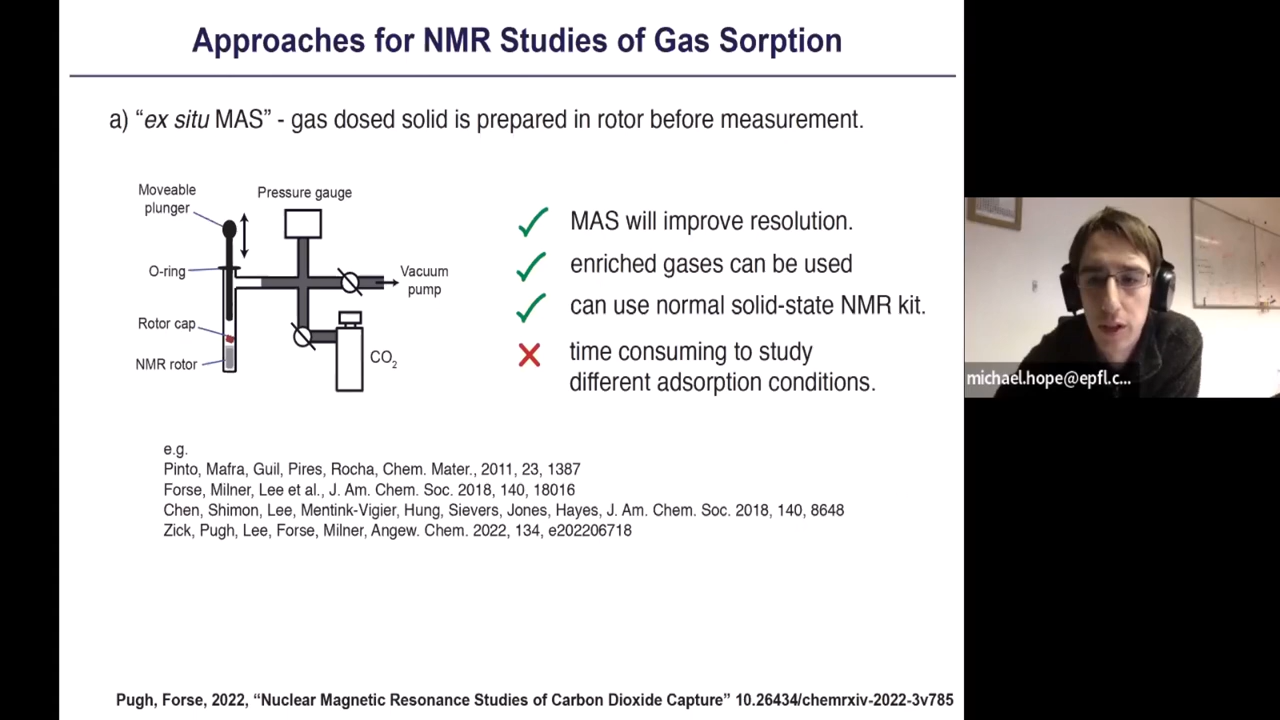 Approaches for NMR Studies of Gas Sorption
a) “ex situ MAS” - gas dosed solid is prepared in rotor before measurement.
Moveable
plunger
Pressure gauge
O-ring
Vacuum
pump
Rotor cap
NMR rotor
CO2
MAS will improve resolution.
enriched gases can be used
can use normal solid-state NMR kit.
time consuming to study
different adsorption conditions.
michael.hope@epfl.c...
e.g.
Pinto, Mafra, Guil, Pires, Rocha, Chem. Mater., 2011, 23, 1387
Forse, Milner, Lee et al., J. Am. Chem. Soc. 2018, 140, 18016
Chen, Shimon, Lee, Mentink-Vigier, Hung, Sievers, Jones, Hayes, J. Am. Chem. Soc. 2018, 140, 8648
Zick, Pugh, Lee, Forse, Milner, Angew. Chem. 2022, 134, e202206718
Pugh, Forse, 2022, “Nuclear Magnetic Resonance Studies of Carbon Dioxide Capture” 10.26434/chemrxiv-2022-3v785